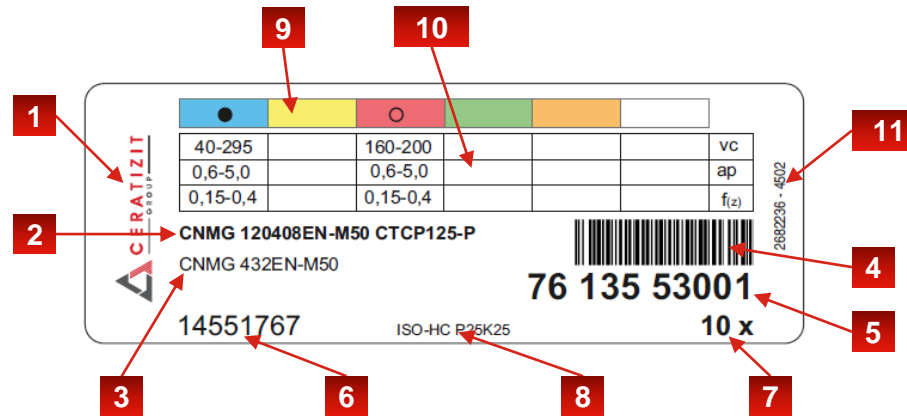 9
10
1
11
40-295 160-200 vc
0,6-5,0 0,6-5,0 ap
0,15-0,4 0,15-0,4 f(z)
CERATIZIT
GROUP
2682236 - 4502
2
CNMG 120408EN-M50 CTCP125-P
CNMG 432EN-M50
4
76 135 53001
5
14551767 ISO-HC P25K25 10 x
3
6
8
7